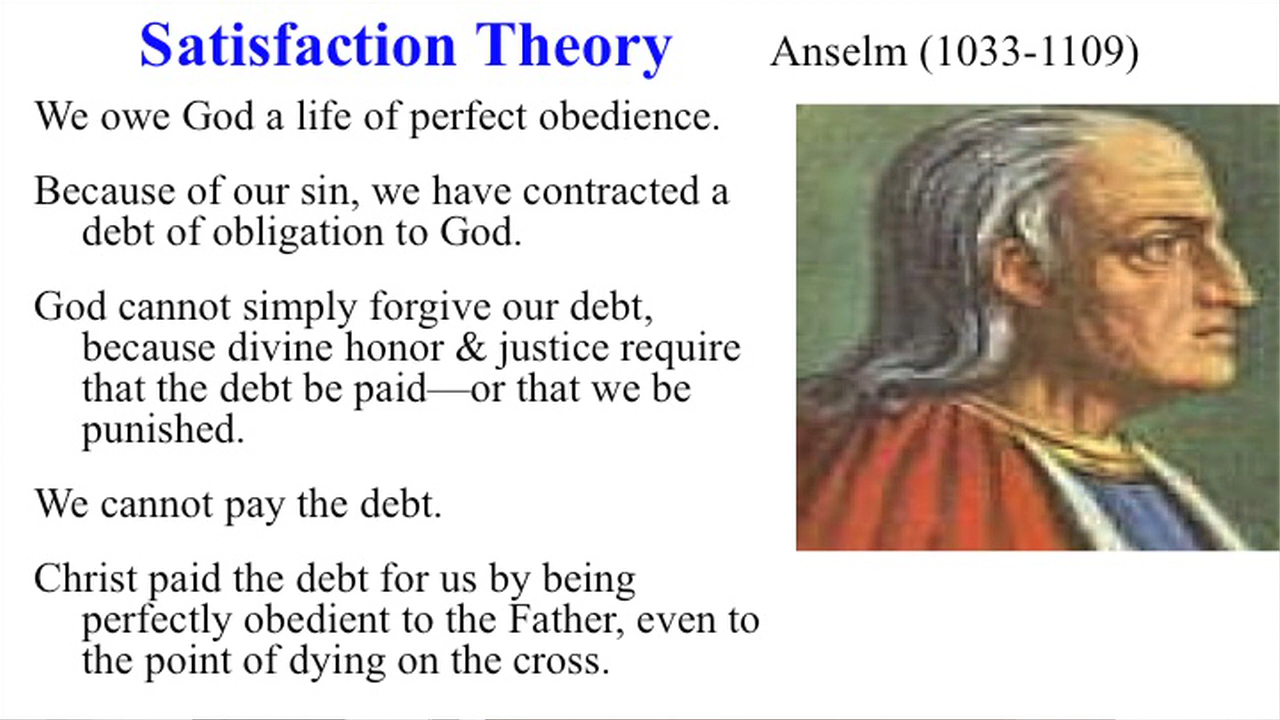 Satisfaction Theory
Anselm (1033-1109)
We owe God a life of perfect obedience.
Because of our sin, we have contracted a
debt of obligation to God.
God cannot simply forgive our debt,
because divine honor & justice require
that the debt be paid—or that we be
punished.
We cannot pay the debt.
Christ paid the debt for us by being
perfectly obedient to the Father, even to
the point of dying on the cross.